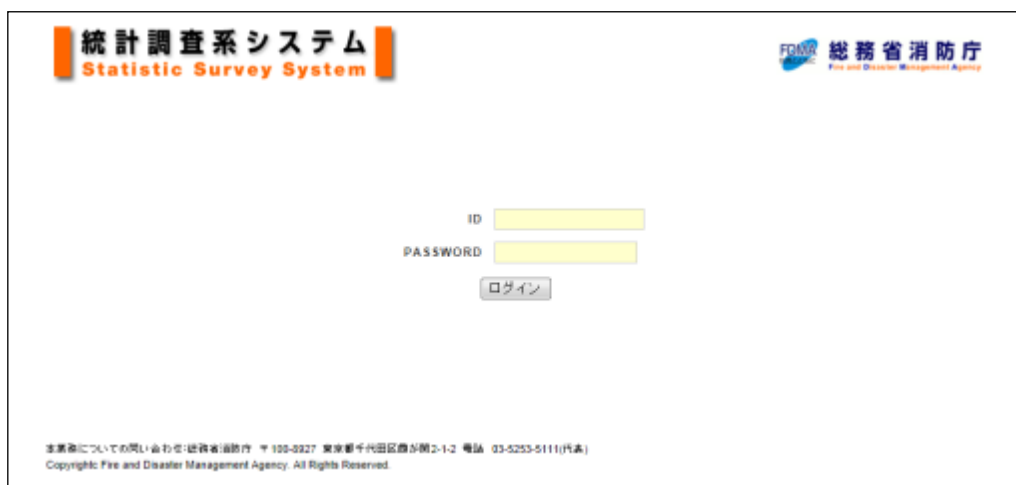 統計調査系システム
Statistic Survey System
FDMA
総務省消防庁
Fire and Disaster Management Agency
ID
PASSWORD
ログイン
本業務についての問い合わせ:総務省消防庁 〒100-8927 東京都千代田区霞が関2-1-2 電話 03-5253-5111(代表)
Copyright© Fire and Disaster Management Agency. All Rights Reserved.